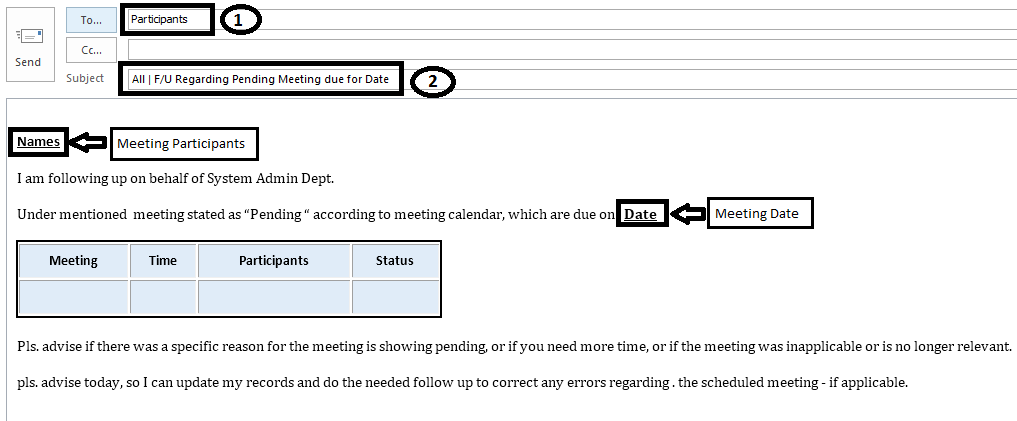 To... Participants 1
Send
Cc...
Subject All | F/U Regarding Pending Meeting due for Date 2
Names Meeting Participants
I am following up on behalf of System Admin Dept.
Under mentioned  meeting stated as “Pending “ according to meeting calendar, which are due on Date Meeting Date
Meeting Time Participants Status
Pls. advise if there was a specific reason for the meeting is showing pending, or if you need more time, or if the meeting was inapplicable or is no longer relevant.
pls. advise today, so I can update my records and do the needed follow up to correct any errors regarding . the scheduled meeting - if applicable.